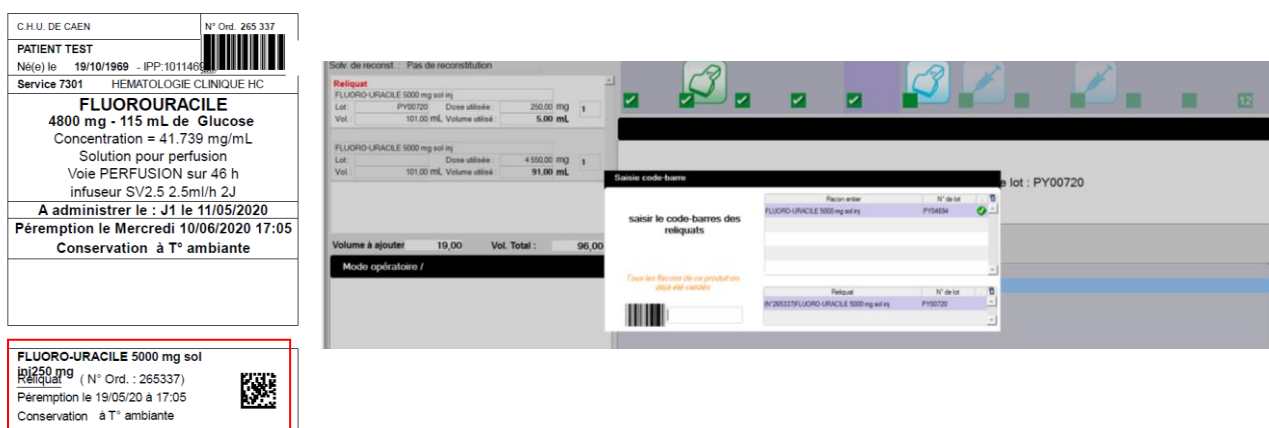 C.H.U. DE CAEN N° Ord. 265 337
PATIENT TEST
Né(e) le 19/10/1969 - IPP:1011469
Service 7301 HEMATOLOGIE CLINIQUE HC
FLUOROURACILE
4800 mg - 115 mL de Glucose
Concentration = 41.739 mg/mL
Solution pour perfusion
Voie PERFUSION sur 46 h
infuseur SV2.5 2.5ml/h 2J
A administrer le : J1 le 11/05/2020
Péremption le Mercredi 10/06/2020 17:05
Conservation à T° ambiante
FLUORO-URACILE 5000 mg sol
inj250 mg
Reliquat ( N° Ord. : 265337)
Péremption le 19/05/20 à 17:05
Conservation à T° ambiante
Solv. de reconst. : Pas de reconstitution
Reliquat
FLUORO-URACILE 5000 mg sol inj
Lot : PY00720 Dose utilisée : 250,00 mg 1
Vol. : 101,00 mL Volume utilisé : 5,00 mL
FLUORO-URACILE 5000 mg sol inj
Lot : Dose utilisée : 4 550,00 mg 1
Vol. : 101,00 mL Volume utilisé : 91,00 mL
Volume à ajouter 19,00 Vol. Total : 96,00
Mode opératoire /
12
e lot : PY00720
Saisie code-barre
saisir le code-barres des
reliquats
Tous les flacons de ce produit ont
déjà été validés
Flacon entier N° de lot
FLUORO-URACILE 5000 mg sol inj PY04694
Reliquat N° de lot
(N°265337)FLUORO-URACILE 5000 mg sol inj PY00720